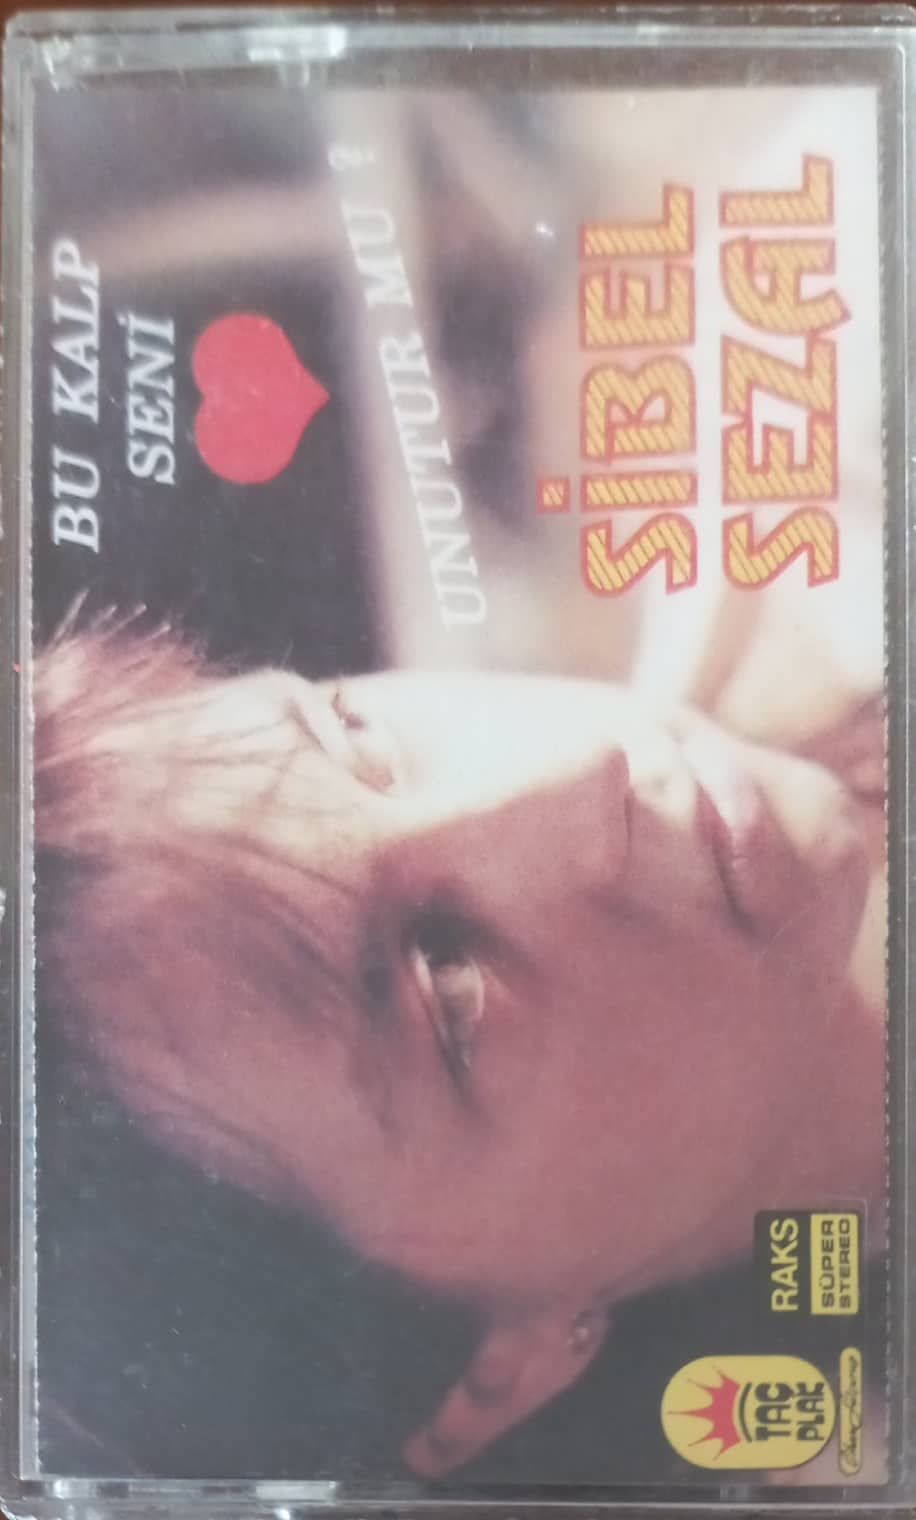 BU KALP
SENİ
UNUTUR MU ?
SİBEL
SEZAL
RAKS
SÜPER
STEREO
TAÇ
PLAK